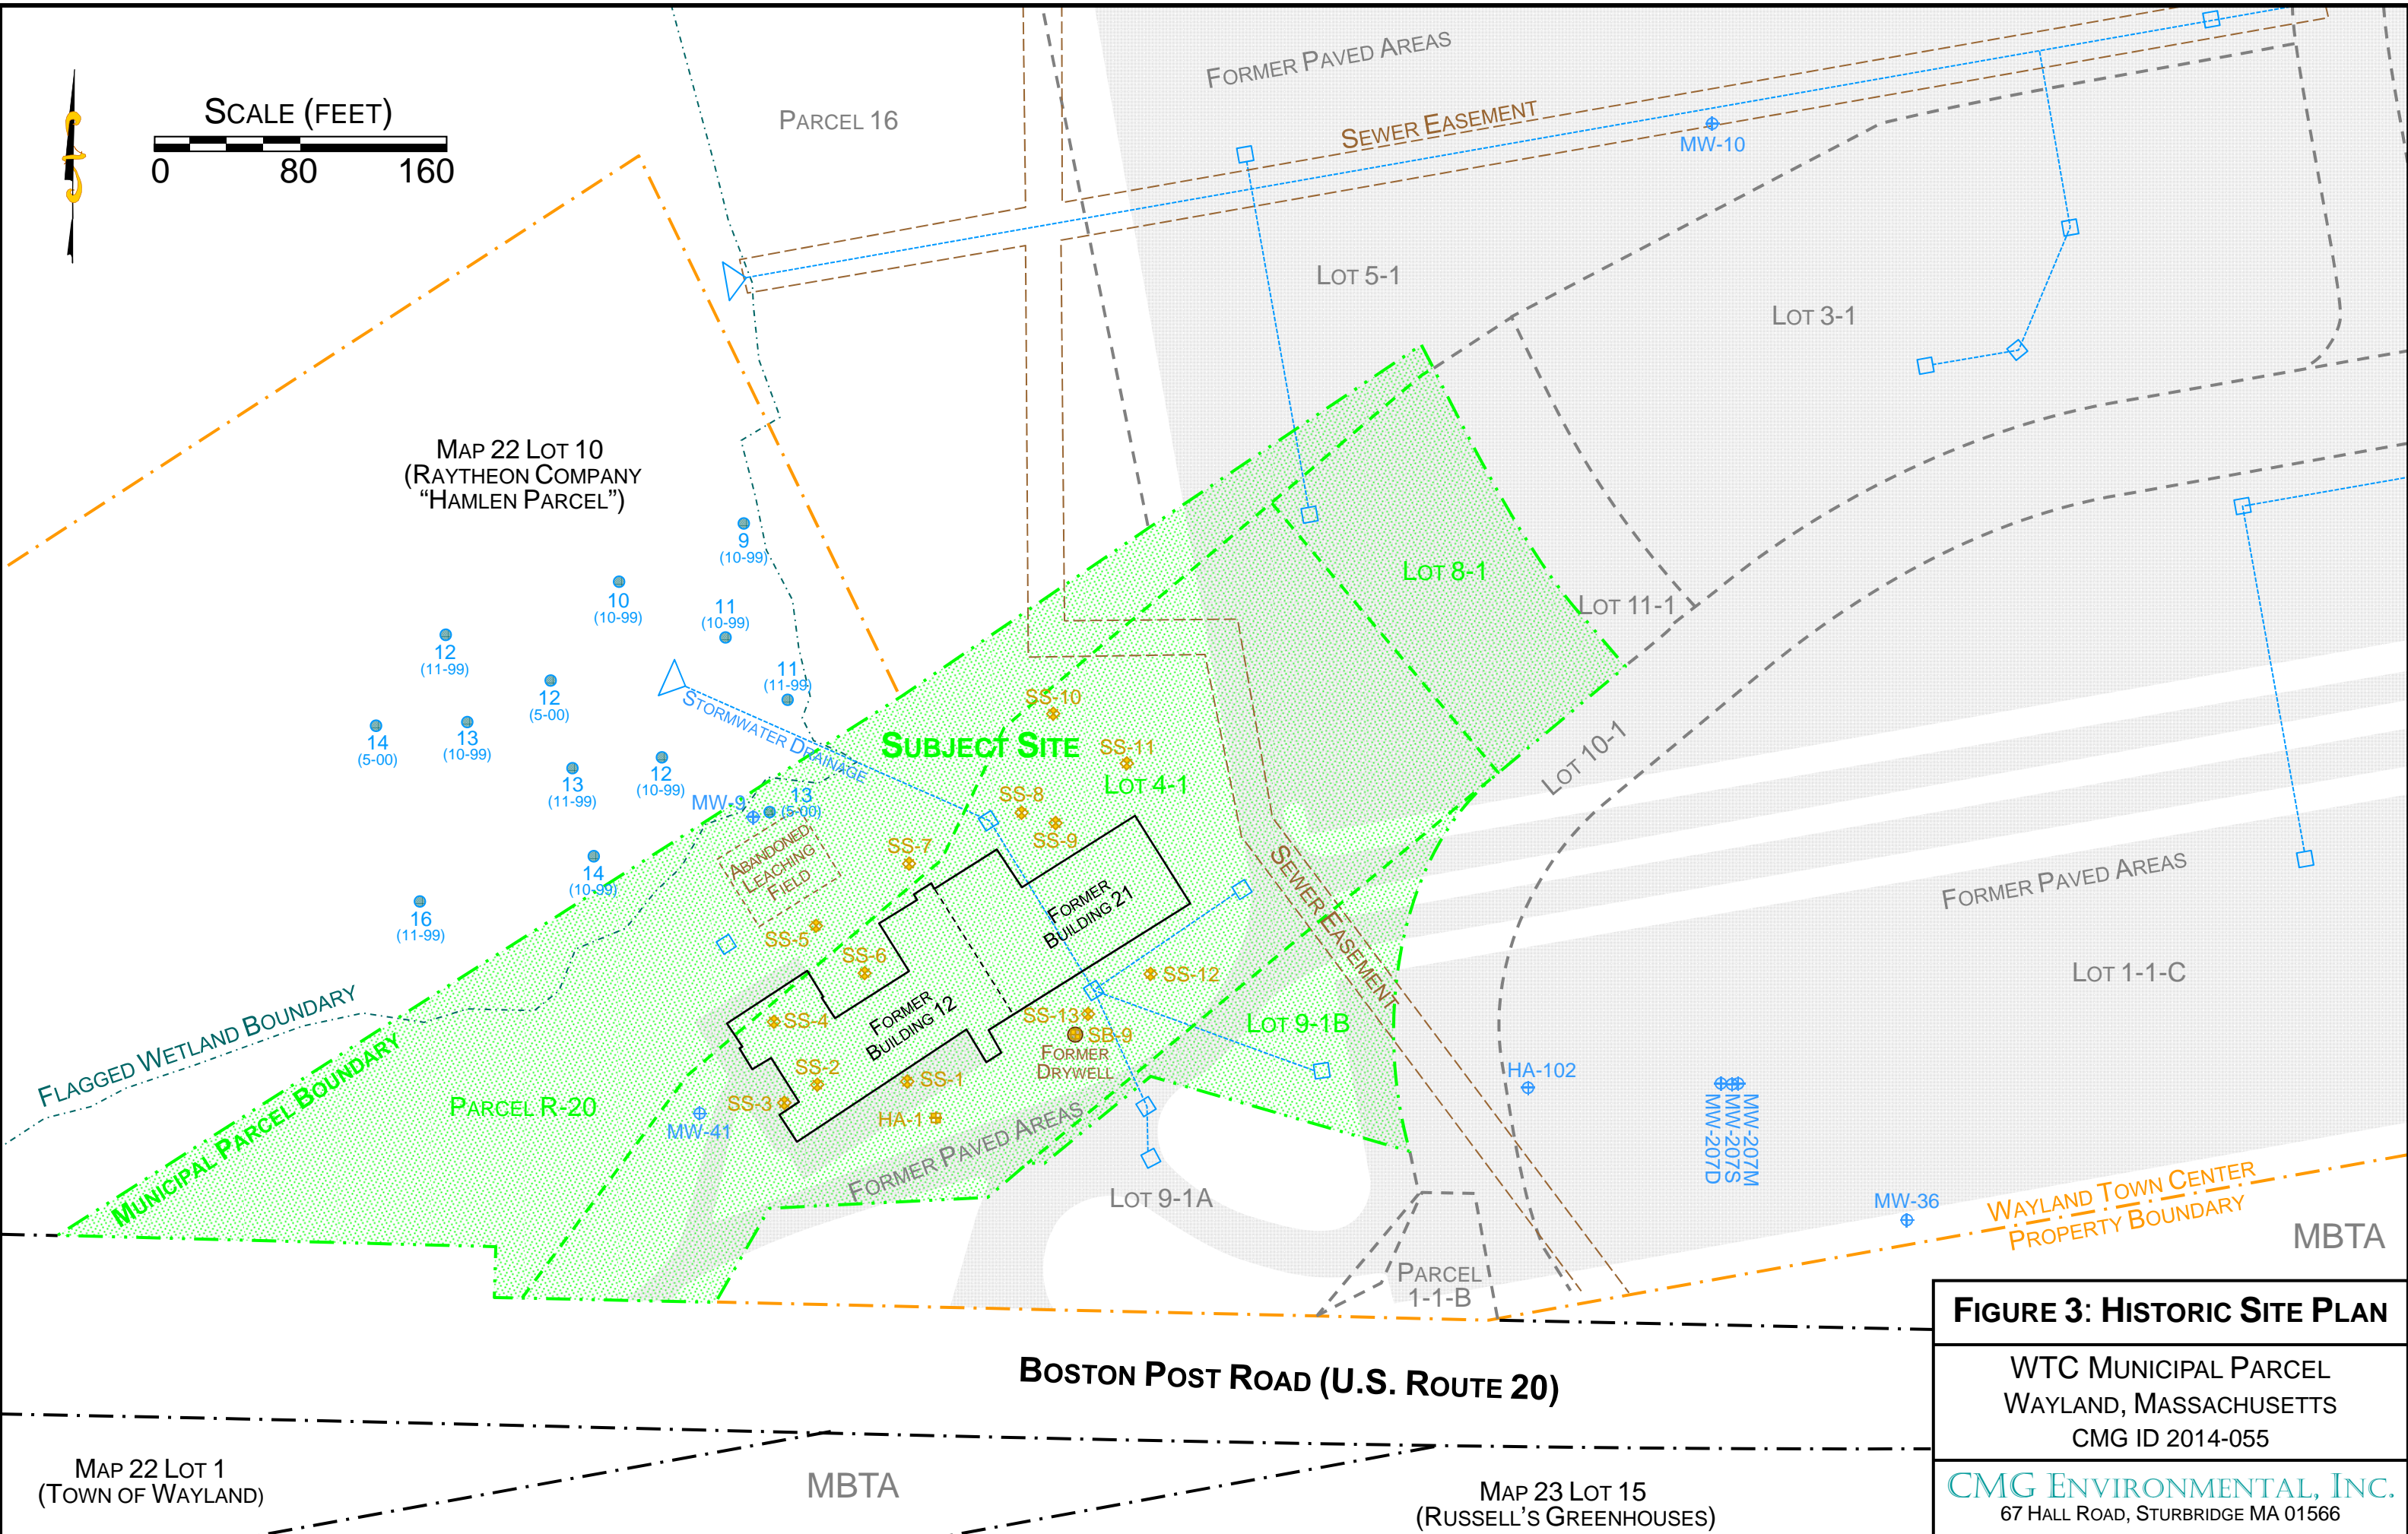 SCALE (FEET)
0 80 160
PARCEL 16
FORMER PAVED AREAS
SEWER EASEMENT
MW-10
LOT 5-1
LOT 3-1
MAP 22 LOT 10
(RAYTHEON COMPANY
“HAMLEN PARCEL”)
9
(10-99)
10
(10-99)
11
(10-99)
12
(11-99)
11
(11-99)
12
(5-00)
14
(5-00)
13
(10-99)
13
(11-99)
12
(10-99)
13
(5-00)
14
(10-99)
16
(11-99)
STORMWATER DRAINAGE
MW-9
ABANDONED
LEACHING
FIELD
SUBJECT SITE
LOT 8-1
LOT 11-1
LOT 10-1
LOT 4-1
SS-10
SS-11
SS-8
SS-9
SS-7
SS-5
SS-6
SS-4
SS-2
SS-3
SS-1
HA-1
SS-12
SS-13
SB-9
FORMER
DRYWELL
FORMER
BUILDING 21
FORMER
BUILDING 12
SEWER EASEMENT
LOT 9-1B
FORMER PAVED AREAS
LOT 1-1-C
FLAGGED WETLAND BOUNDARY
MUNICIPAL PARCEL BOUNDARY
PARCEL R-20
MW-41
FORMER PAVED AREAS
LOT 9-1A
HA-102
MW-207D
MW-207S
MW-207M
MW-36
WAYLAND TOWN CENTER
PROPERTY BOUNDARY
MBTA
PARCEL
1-1-B
BOSTON POST ROAD (U.S. ROUTE 20)
MAP 22 LOT 1
(TOWN OF WAYLAND)
MBTA
MAP 23 LOT 15
(RUSSELL’S GREENHOUSES)
FIGURE 3: HISTORIC SITE PLAN
WTC MUNICIPAL PARCEL
WAYLAND, MASSACHUSETTS
CMG ID 2014-055
CMG ENVIRONMENTAL, INC.
67 HALL ROAD, STURBRIDGE MA 01566